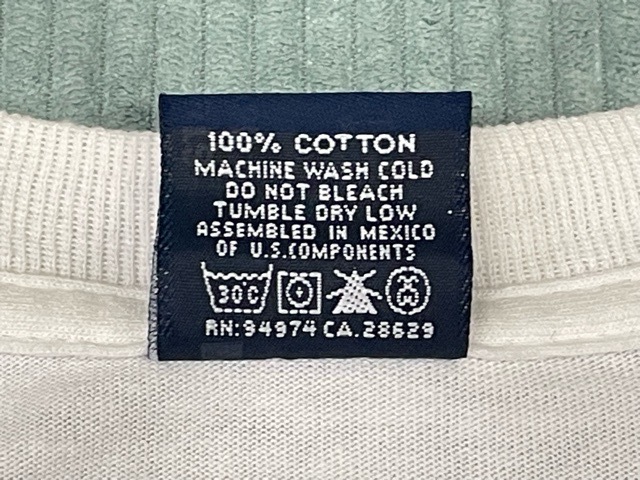 100% COTTON
MACHINE WASH COLD
DO NOT BLEACH
TUMBLE DRY LOW
ASSEMBLED IN MEXICO
OF U.S.COMPONENTS
30C
RN:94974 CA.28629